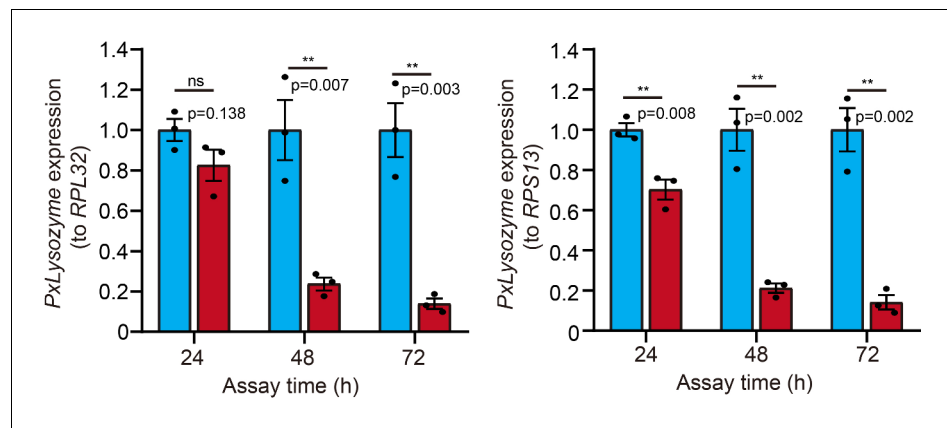 PxLysozyme expression
(to RPL32)
1.4
1.2
1.0
0.8
0.6
0.4
0.2
0
ns
p=0.138
**
p=0.007
**
p=0.003
24
48
72
Assay time (h)
PxLysozyme expression
(to RPS13)
1.4
1.2
1.0
0.8
0.6
0.4
0.2
0
**
p=0.008
**
p=0.002
**
p=0.002
24
48
72
Assay time (h)